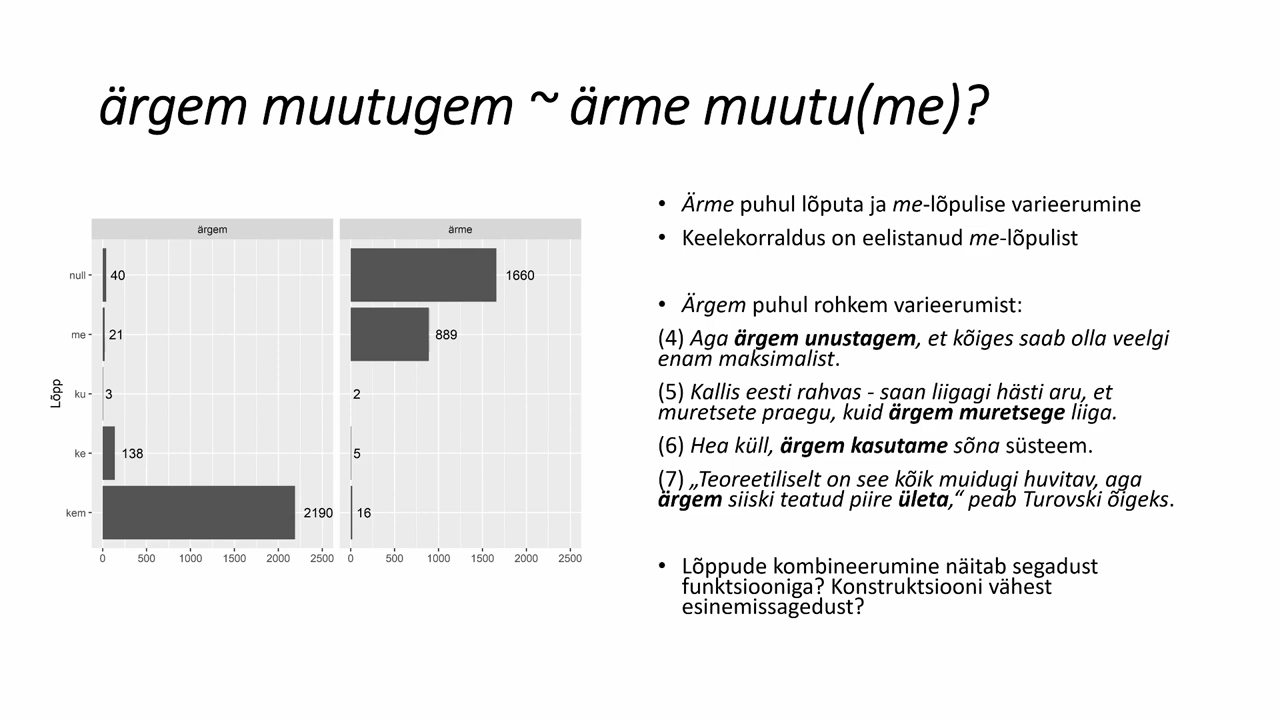 ärgem muutugem ~ ärme muutu(me)?
ärgem
ärme
Lõpp
null
40
1660
me
21
889
ku
3
2
ke
138
5
kem
2190
16
0 500 1000 1500 2000 2500
0 500 1000 1500 2000 2500
• Ärme puhul lõputa ja me-lõpulise varieerumine
• Keelekorraldus on eelistanud me-lõpulist
• Ärgem puhul rohkem varieerumist:
(4) Aga ärgem unustagem, et kõiges saab olla veelgi
enam maksimalist.
(5) Kallis eesti rahvas - saan liigagi hästi aru, et
muretsete praegu, kuid ärgem muretsege liiga.
(6) Hea küll, ärgem kasutame sõna süsteem.
(7) „Teoreetiliselt on see kõik muidugi huvitav, aga
ärgem siiski teatud piire ületa,“ peab Turovski õigeks.
• Lõppude kombineerumine näitab segadust
funktsiooniga? Konstruktsiooni vähest
esinemissagedust?